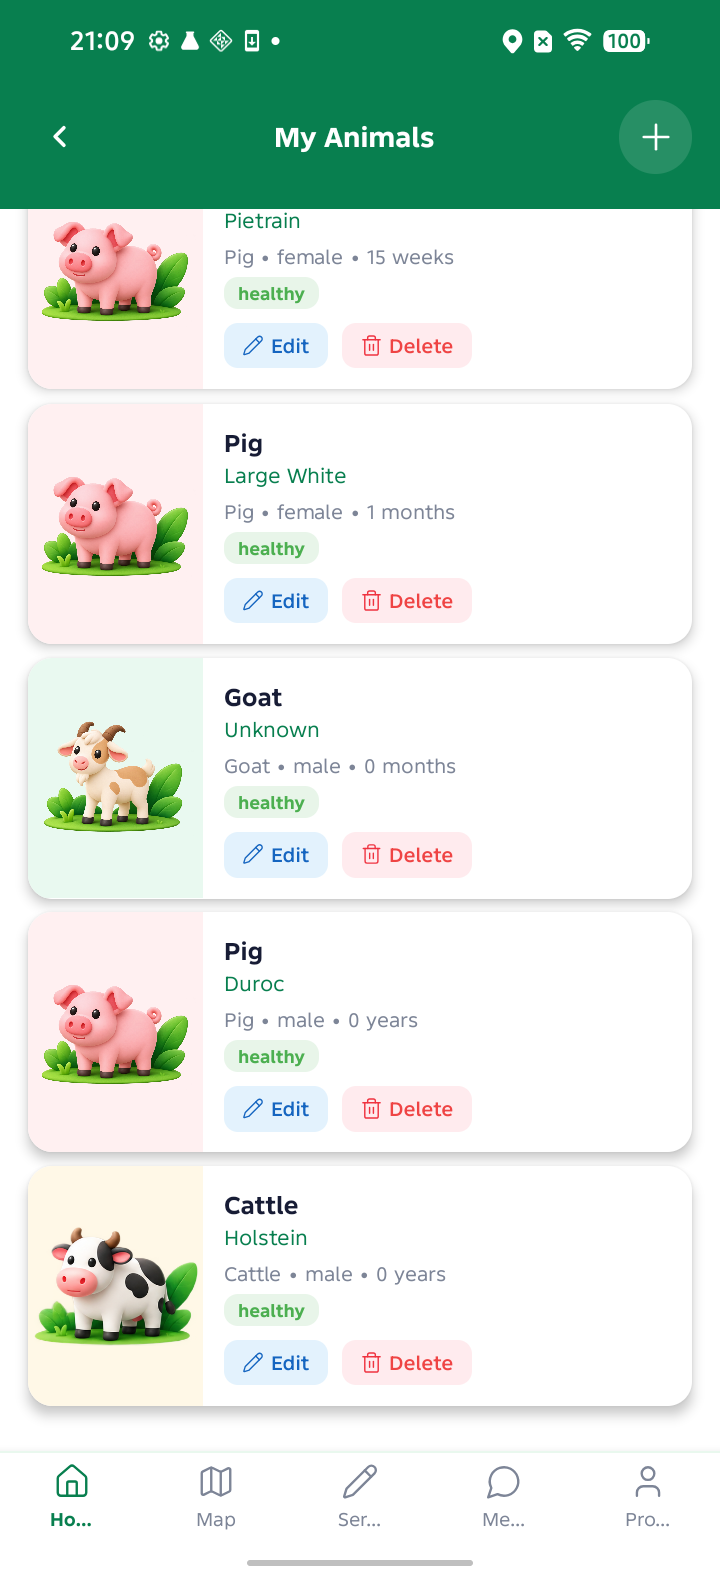 21:09
100
My Animals
Pietrain
Pig • female • 15 weeks
healthy
Edit
Delete
Pig
Large White
Pig • female • 1 months
healthy
Edit
Delete
Goat
Unknown
Goat • male • 0 months
healthy
Edit
Delete
Pig
Duroc
Pig • male • 0 years
healthy
Edit
Delete
Cattle
Holstein
Cattle • male • 0 years
healthy
Edit
Delete
Ho...
Map
Ser...
Me...
Pro...